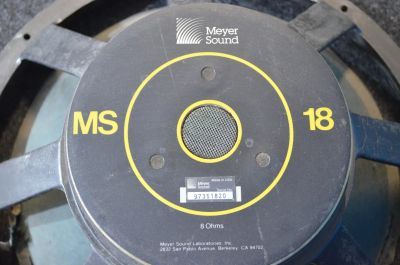 Meyer
Sound
MS 18
Meyer
Sound
Made in USA
97351820
8 Ohms
Meyer Sound Laboratories, Inc.
2832 San Pablo Avenue, Berkeley, CA 94702